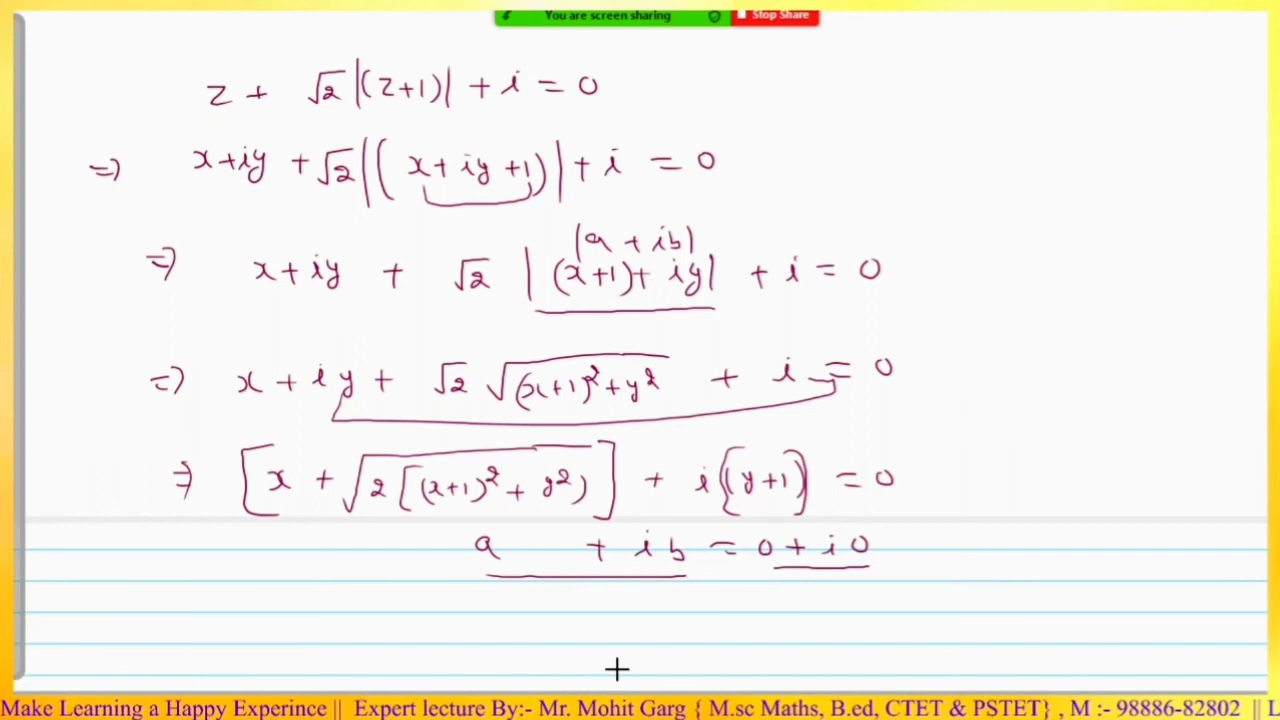 You are screen sharing Stop Share
z + √2 |(z+1)| + i = 0
=) x+iy + √2 |( x + iy +1)| + i = 0
|a + ib|
=) x+iy + √2 | (x+1)+ iy| + i = 0
=) x + iy + √2 √(x+1)²+y² + i = 0
=) [x + √2[(x+1)² + y²)] + i (y+1) = 0
a + ib = 0 + i0
Make Learning a Happy Experince || Expert lecture By:- Mr. Mohit Garg { M.sc Maths, B.ed, CTET & PSTET} , M :- 98886-82802 || L